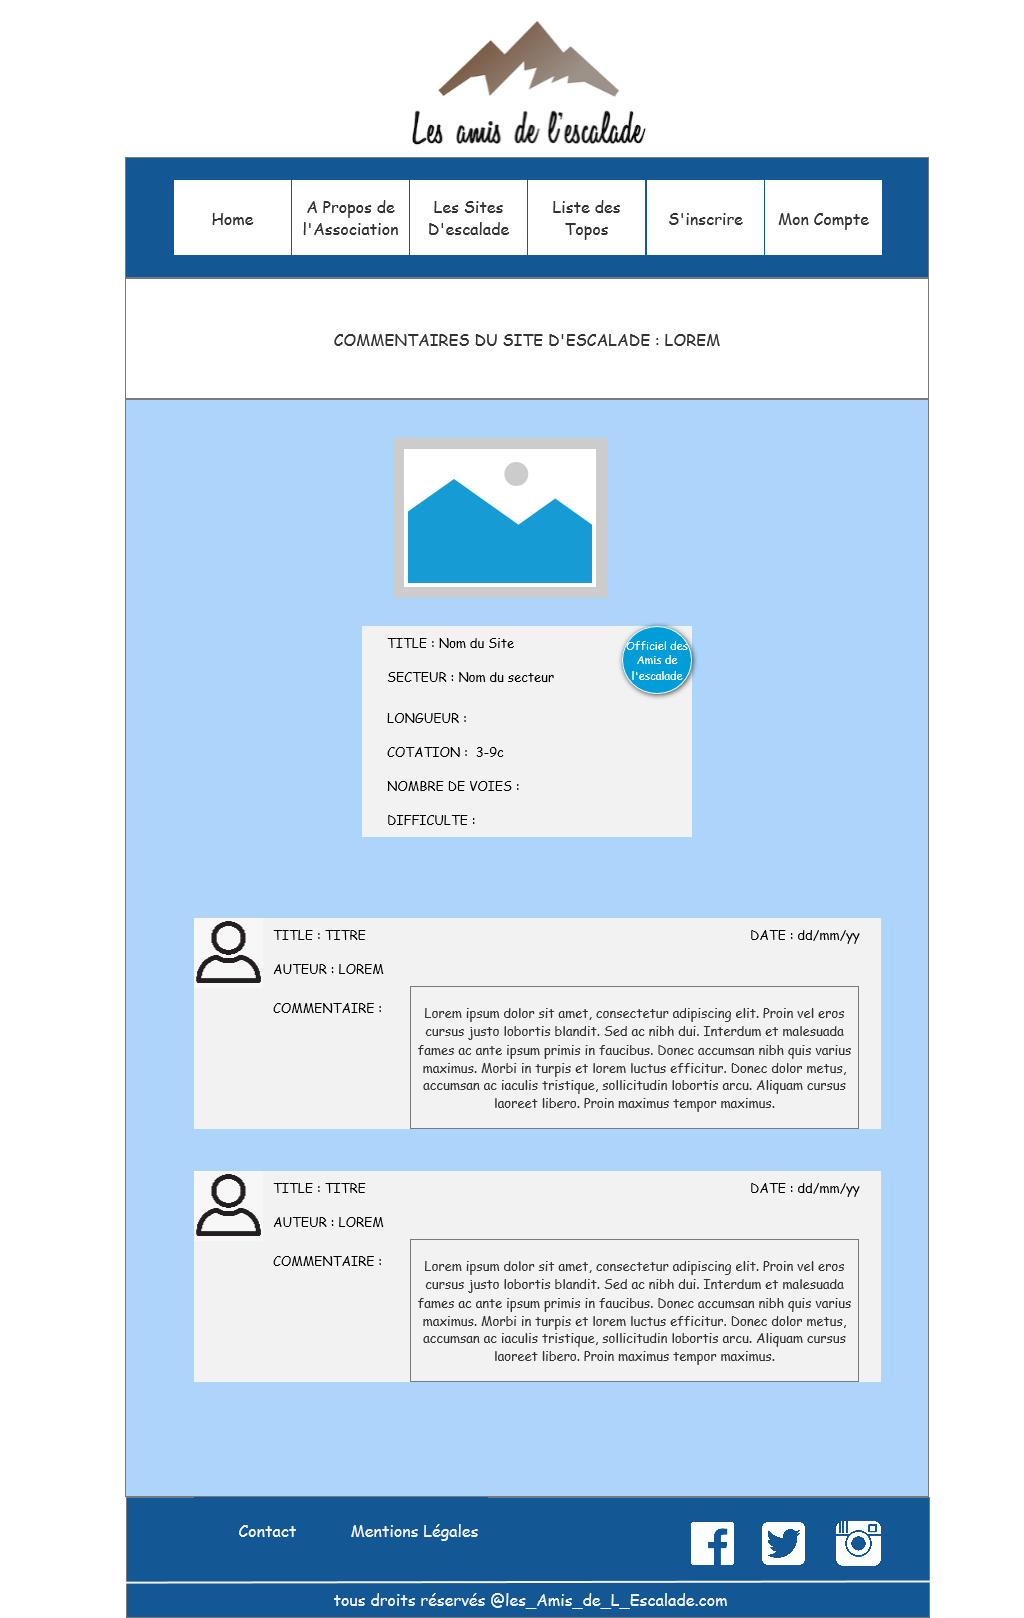 Les amis de l'escalade
Home
A Propos de
l'Association
Les Sites
D'escalade
Liste des
Topos
S'inscrire
Mon Compte
COMMENTAIRES DU SITE D'ESCALADE : LOREM
TITLE : Nom du Site
Officiel des
Amis de
l'escalade
SECTEUR : Nom du secteur
LONGUEUR :
COTATION :  3-9c
NOMBRE DE VOIES :
DIFFICULTE :
TITLE : TITRE
DATE : dd/mm/yy
AUTEUR : LOREM
COMMENTAIRE :
Lorem ipsum dolor sit amet, consectetur adipiscing elit. Proin vel eros
cursus justo lobortis blandit. Sed ac nibh dui. Interdum et malesuada
fames ac ante ipsum primis in faucibus. Donec accumsan nibh quis varius
maximus. Morbi in turpis et lorem luctus efficitur. Donec dolor metus,
accumsan ac iaculis tristique, sollicitudin lobortis arcu. Aliquam cursus
laoreet libero. Proin maximus tempor maximus.
TITLE : TITRE
DATE : dd/mm/yy
AUTEUR : LOREM
COMMENTAIRE :
Lorem ipsum dolor sit amet, consectetur adipiscing elit. Proin vel eros
cursus justo lobortis blandit. Sed ac nibh dui. Interdum et malesuada
fames ac ante ipsum primis in faucibus. Donec accumsan nibh quis varius
maximus. Morbi in turpis et lorem luctus efficitur. Donec dolor metus,
accumsan ac iaculis tristique, sollicitudin lobortis arcu. Aliquam cursus
laoreet libero. Proin maximus tempor maximus.
Contact
Mentions Légales
tous droits réservés @les_Amis_de_L_Escalade.com